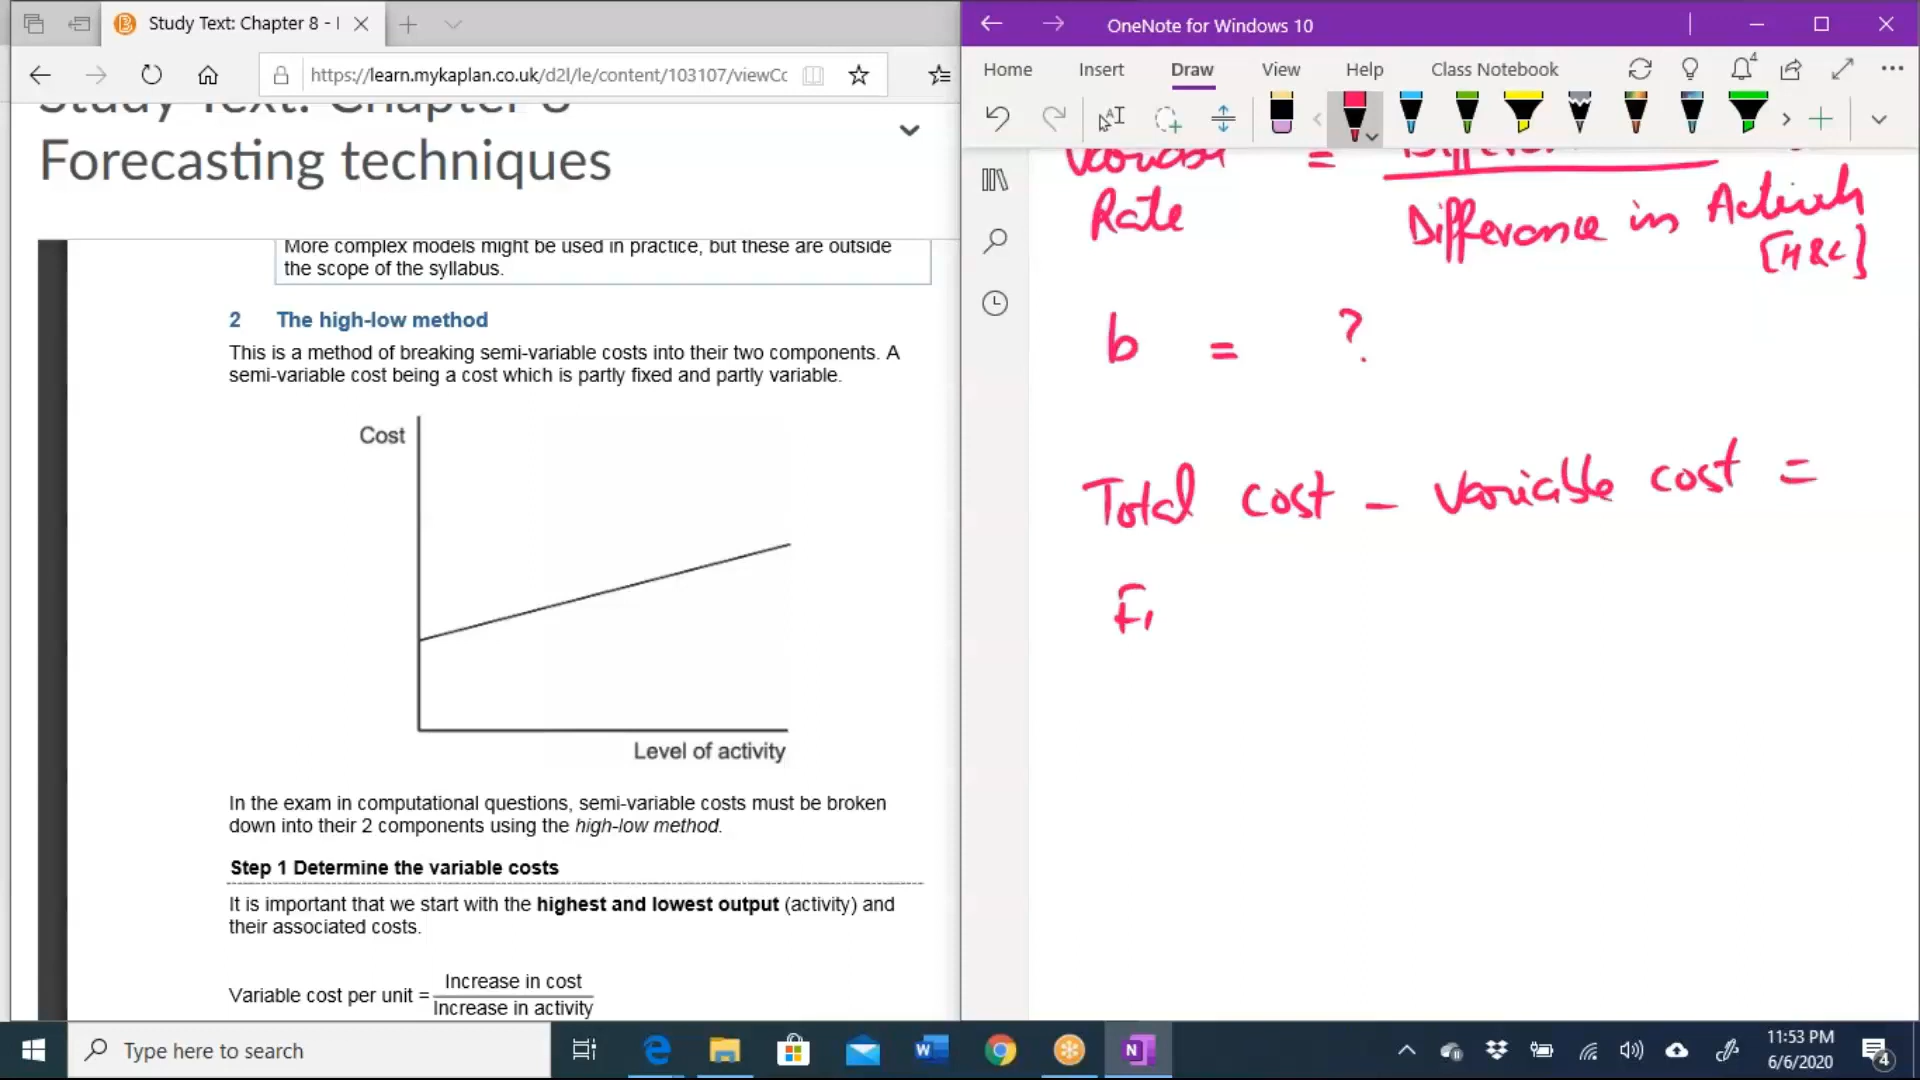 Study Text: Chapter 8 - I
OneNote for Windows 10
https://learn.mykaplan.co.uk/d2l/le/content/103107/viewCc
Home Insert Draw View Help Class Notebook
4
Study Text: Chapter 8
Forecasting techniques
More complex models might be used in practice, but these are outside
the scope of the syllabus.
2 The high-low method
This is a method of breaking semi-variable costs into their two components. A
semi-variable cost being a cost which is partly fixed and partly variable.
Cost
Level of activity
In the exam in computational questions, semi-variable costs must be broken
down into their 2 components using the high-low method.
Step 1 Determine the variable costs
It is important that we start with the highest and lowest output (activity) and
their associated costs.
Variable cost per unit =
Increase in cost
Increase in activity
Variable =
Rate
Difference in Activity
[H&L]
b = ?
Total cost - variable cost =
Type here to search
11:53 PM
6/6/2020
4